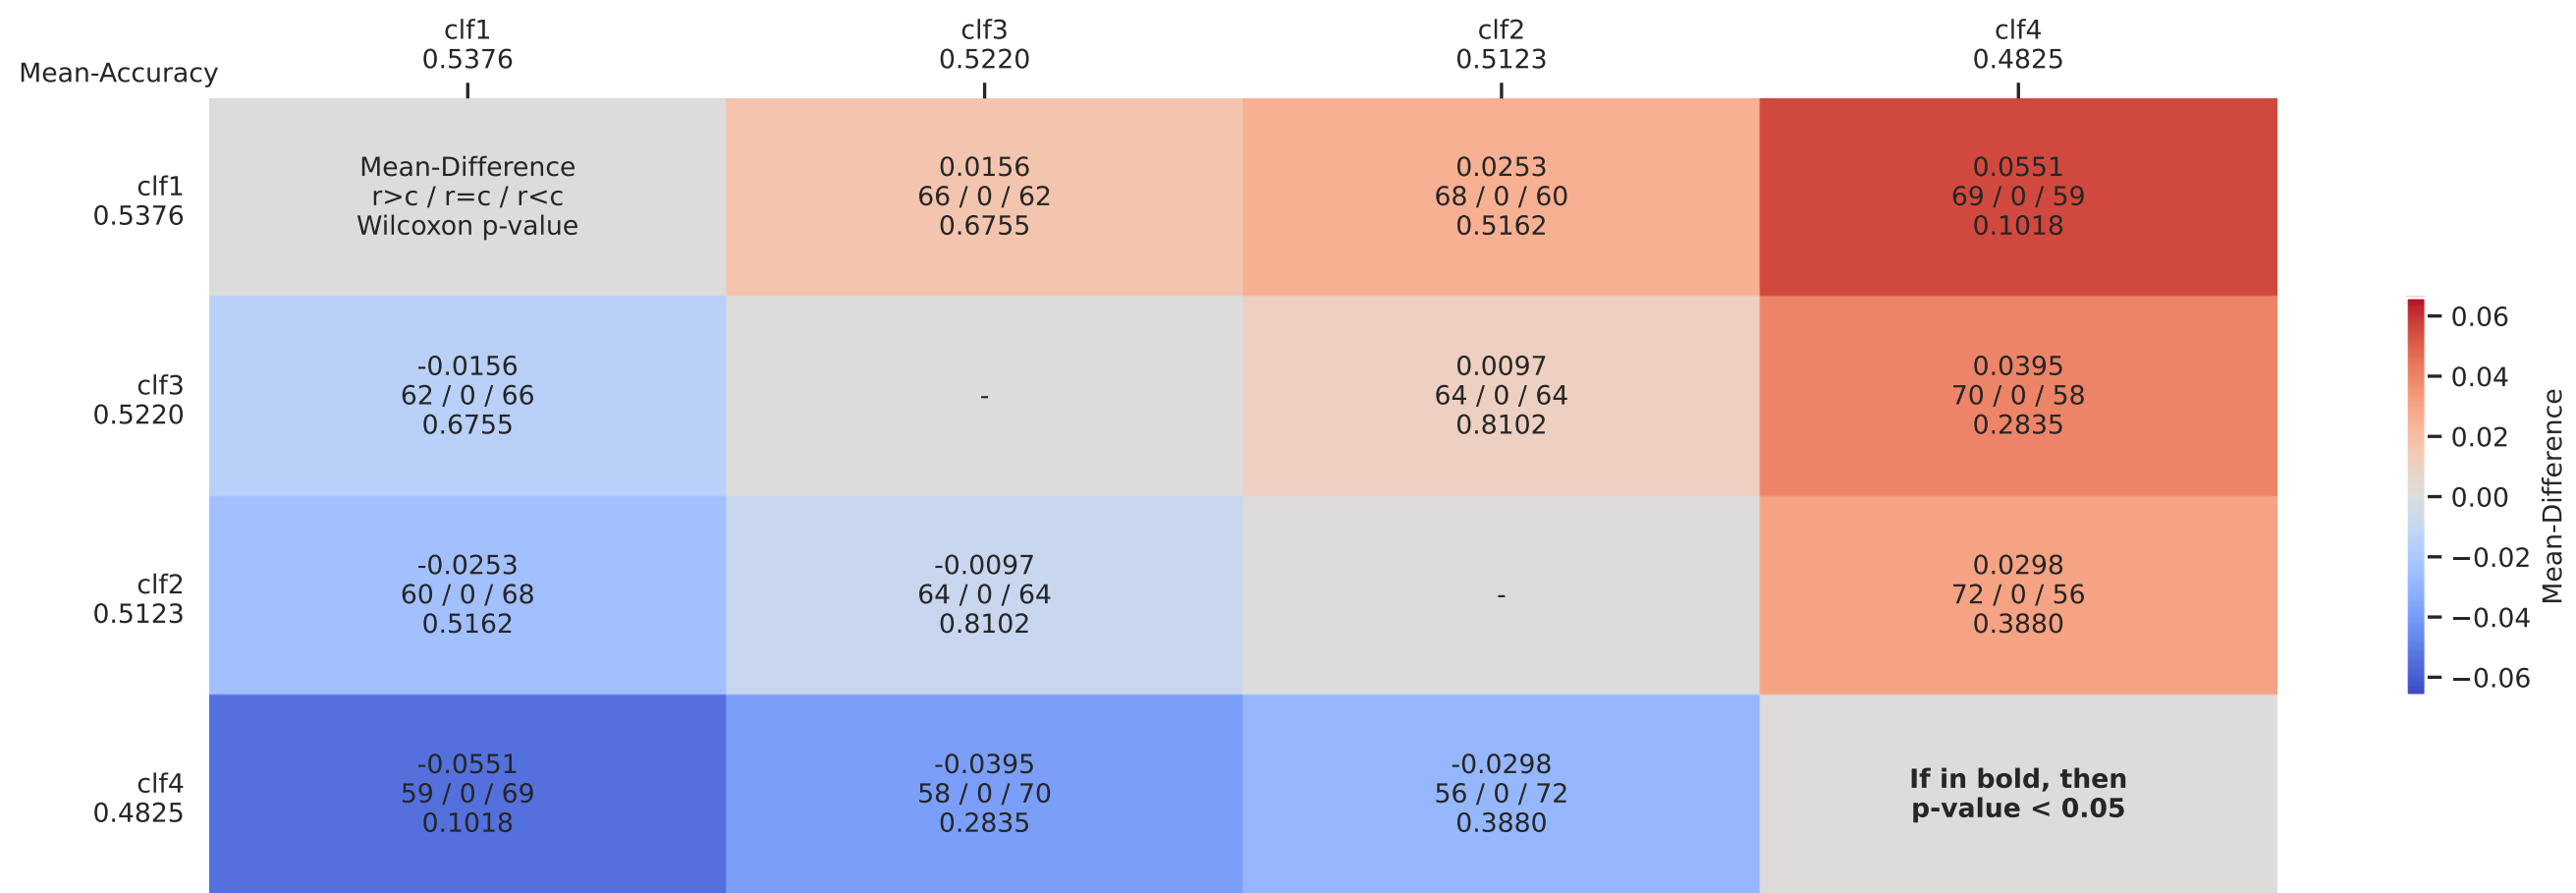 clf1
0.5376
clf3
0.5220
clf2
0.5123
clf4
0.4825
Mean-Accuracy
clf1
0.5376
Mean-Difference
r>c / r=c / r<c
Wilcoxon p-value
0.0156
66 / 0 / 62
0.6755
0.0253
68 / 0 / 60
0.5162
0.0551
69 / 0 / 59
0.1018
clf3
0.5220
-0.0156
62 / 0 / 66
0.6755
-
0.0097
64 / 0 / 64
0.8102
0.0395
70 / 0 / 58
0.2835
clf2
0.5123
-0.0253
60 / 0 / 68
0.5162
-0.0097
64 / 0 / 64
0.8102
-
0.0298
72 / 0 / 56
0.3880
clf4
0.4825
-0.0551
59 / 0 / 69
0.1018
-0.0395
58 / 0 / 70
0.2835
-0.0298
56 / 0 / 72
0.3880
If in bold, then
p-value < 0.05
0.06
0.04
0.02
0.00
−0.02
−0.04
−0.06
Mean-Difference